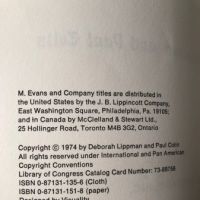 M. Evans and Company titles are distributed in
the United States by the J. B. Lippincott Company,
East Washington Square, Philadelphia, Pa. 19105;
and in Canada by McClelland & Stewart Ltd.,
25 Hollinger Road, Toronto M4B 3G2, Ontario
Copyright © 1974 by Deborah Lippman and Paul Colin
All rights reserved under International and Pan American
Copyright Conventions
Library of Congress Catalog Card Number: 73-88756
ISBN 0-87131-135-6 (Cloth)
ISBN 0-87131-151-8 (paper)
Designed by